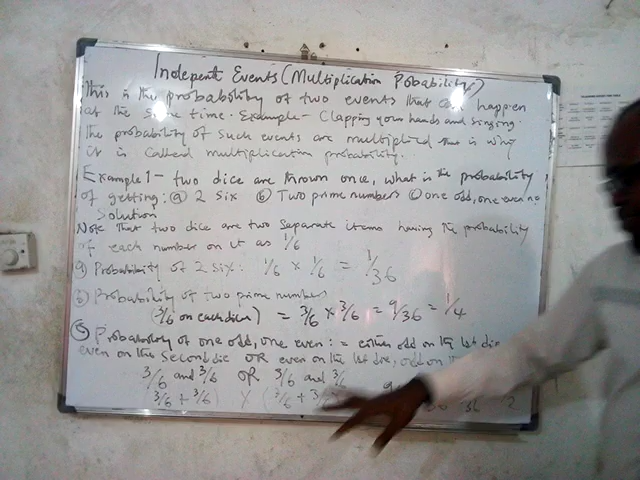 Indepent Events (Multiplication Probability)
This is the probability of two events that can happen
at the same time. Example - Clapping your hands and singing.
The probability of such events are multiplied that is why
it is called multiplication probability.
Example 1 - two dice are thrown once, what is the probability
of getting: (a) 2 six (b) Two prime numbers (c) one odd, one even no
Solution
Note that two dice are two separate items having the probability
of each number on it as 1/6
(a) Probability of 2 six: 1/6 × 1/6 = 1/36
(b) Probability of two prime numbers
(3/6 on each dice) = 3/6 × 3/6 = 9/36 = 1/4
Probability of one odd, one even: = either odd on the 1st die
even on the second die OR even on the 1st die, odd on
3/6 and 3/6 OR 3/6 and 3/6
(3/6 + 3/6) × (3/6 + 3/6